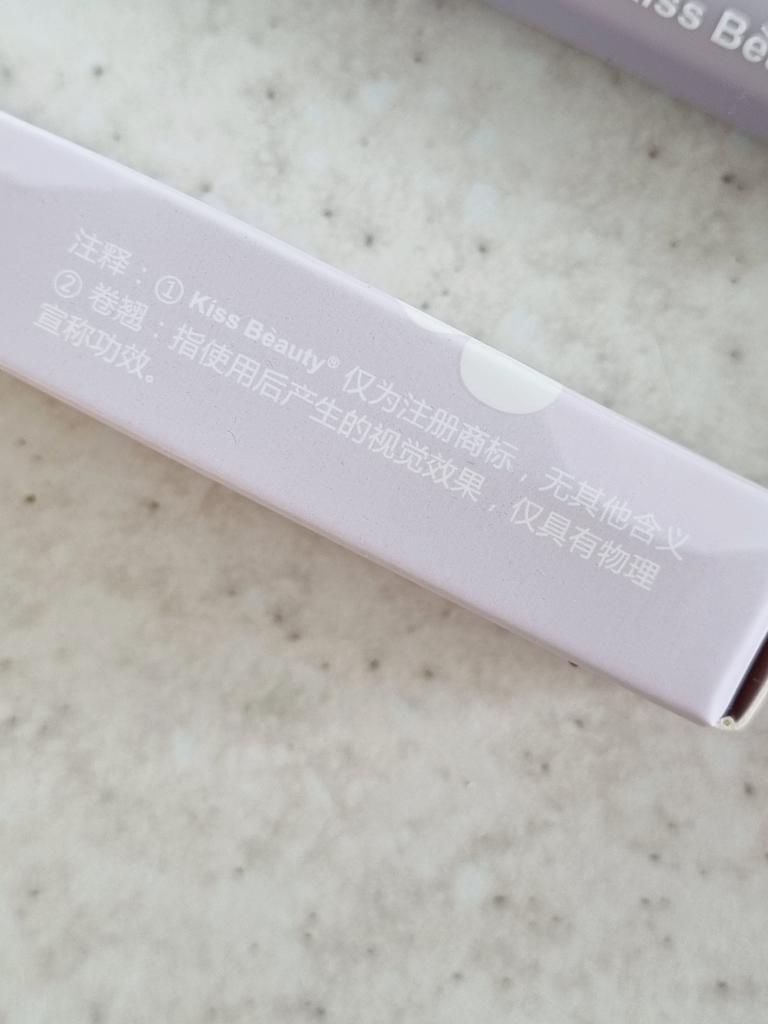 Kiss Bea
注释：① Kiss Beauty® 仅为注册商标，无其他含义
② 卷翘：指使用后产生的视觉效果，仅具有物理
宣称功效。